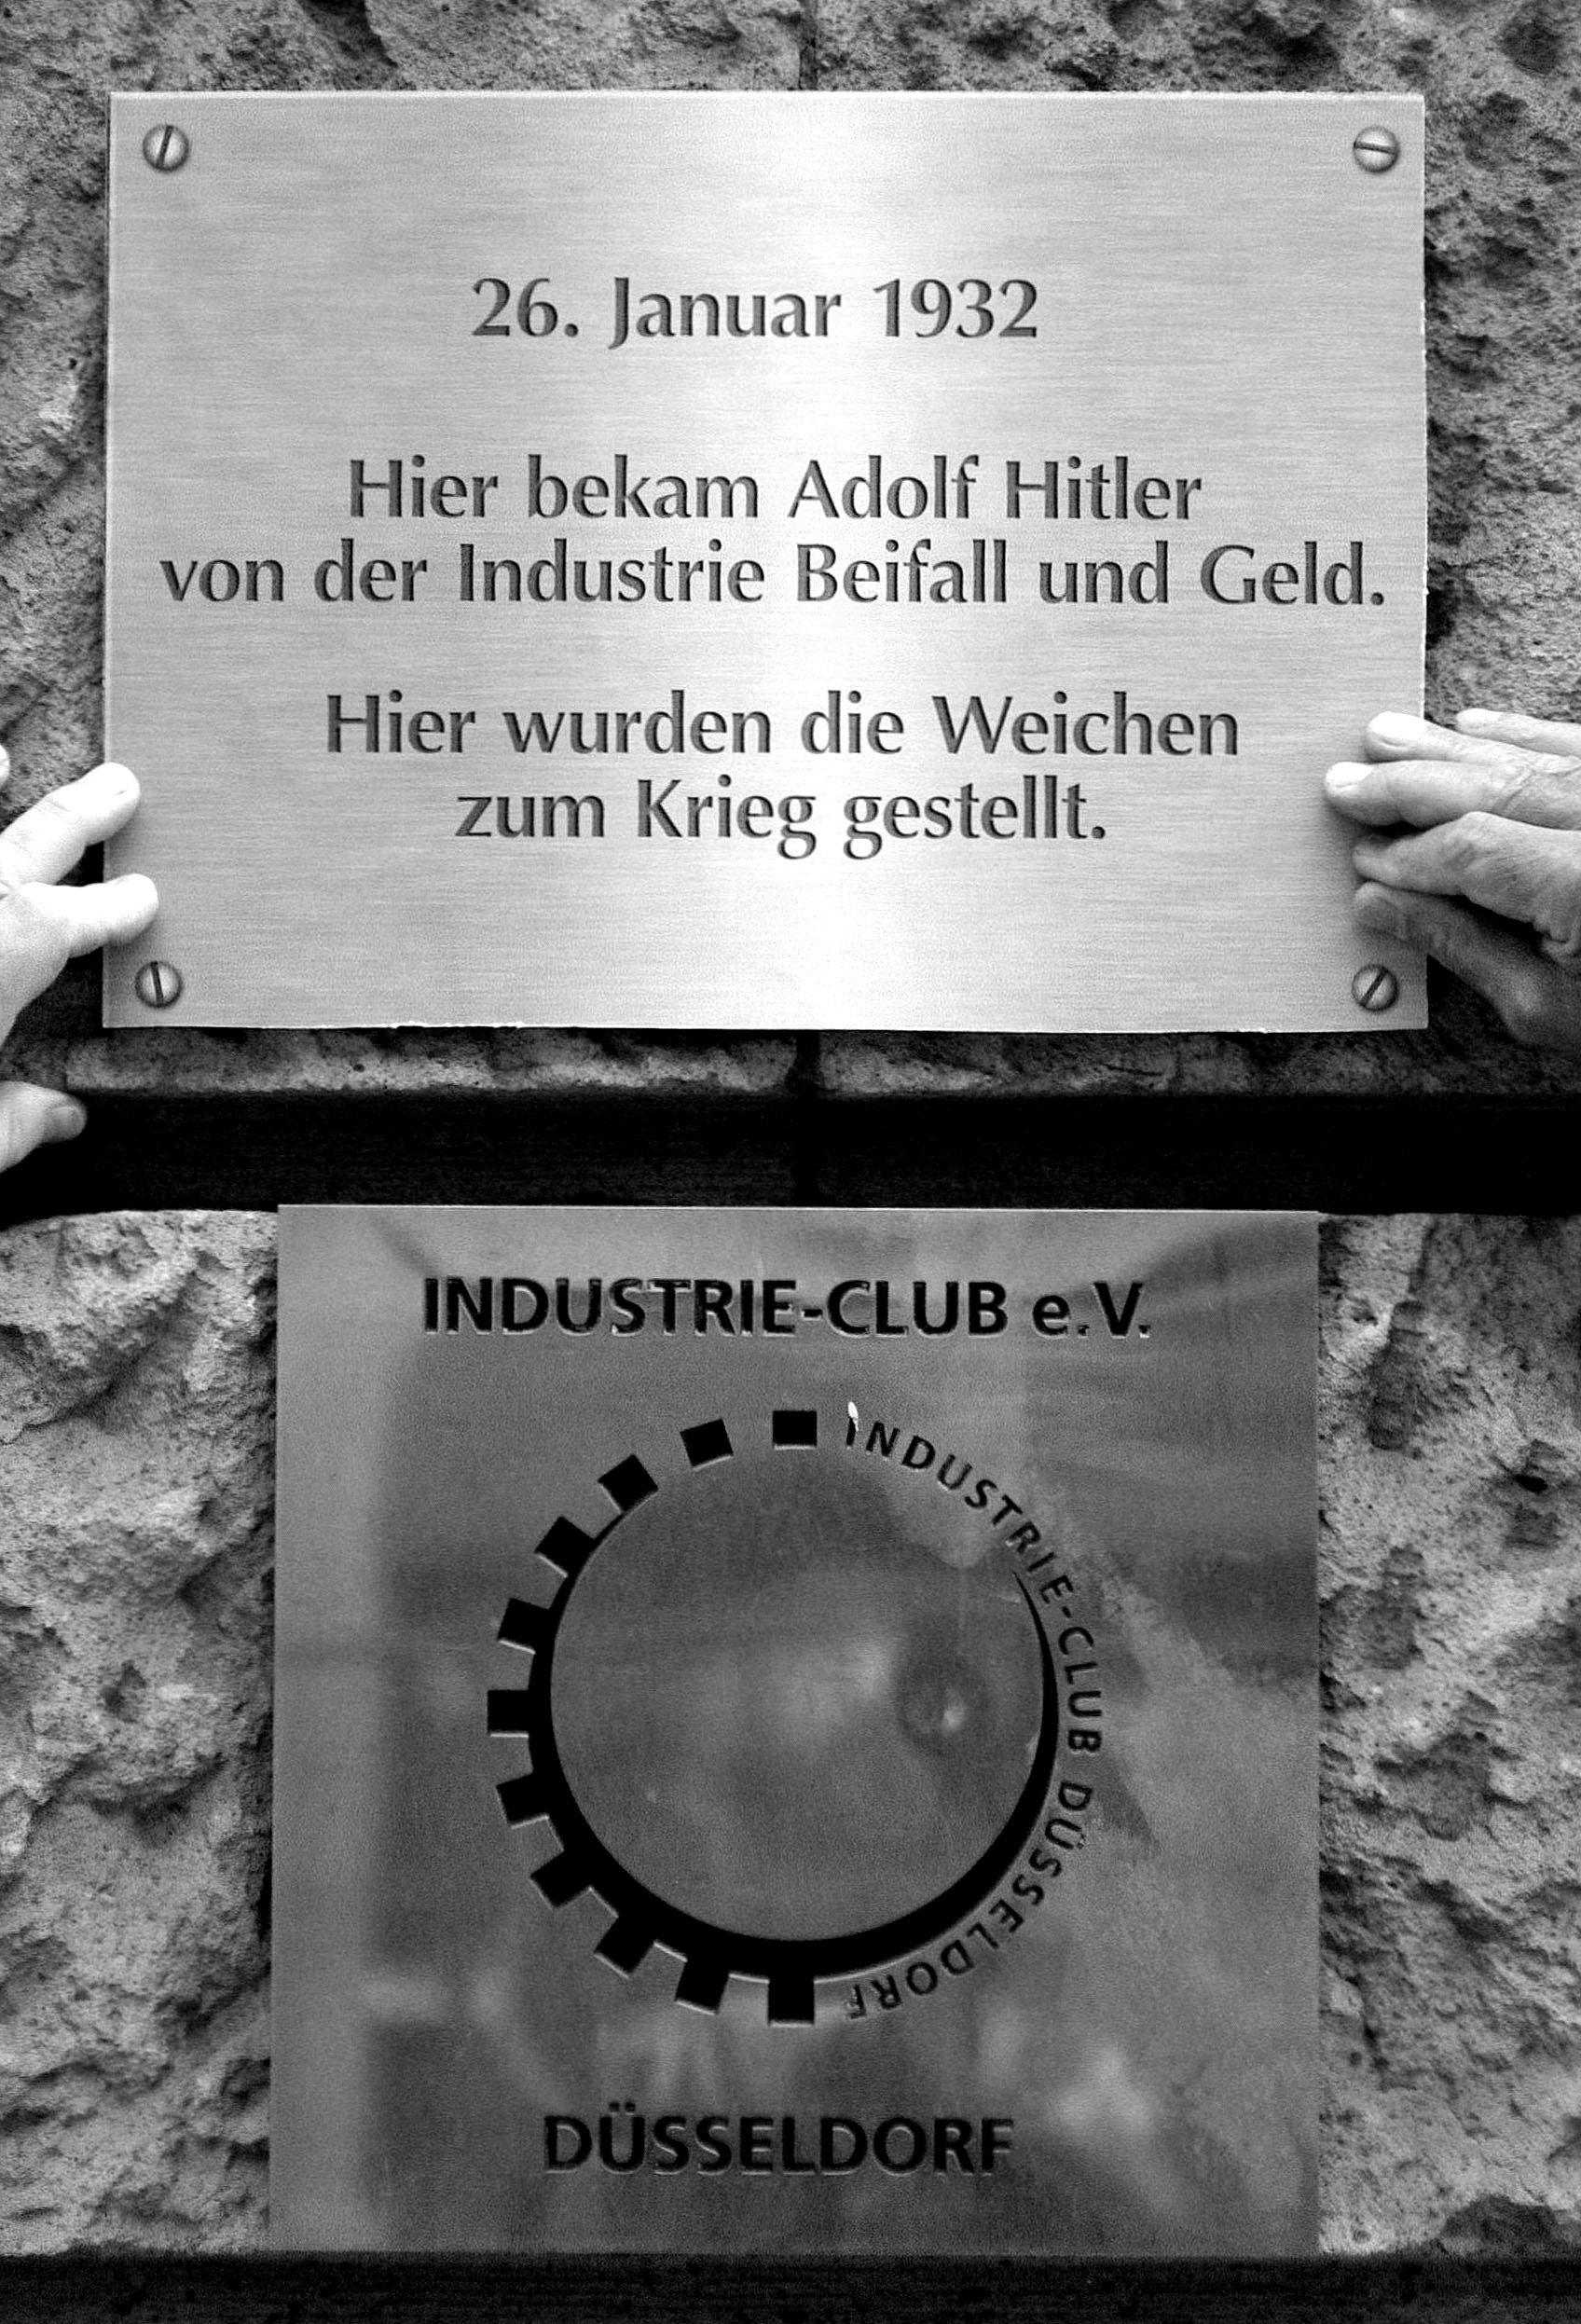 26. Januar 1932
Hier bekam Adolf Hitler
von der Industrie Beifall und Geld.
Hier wurden die Weichen
zum Krieg gestellt.
INDUSTRIE-CLUB e.V.
INDUSTRIE-CLUB DÜSSELDORF
DÜSSELDORF